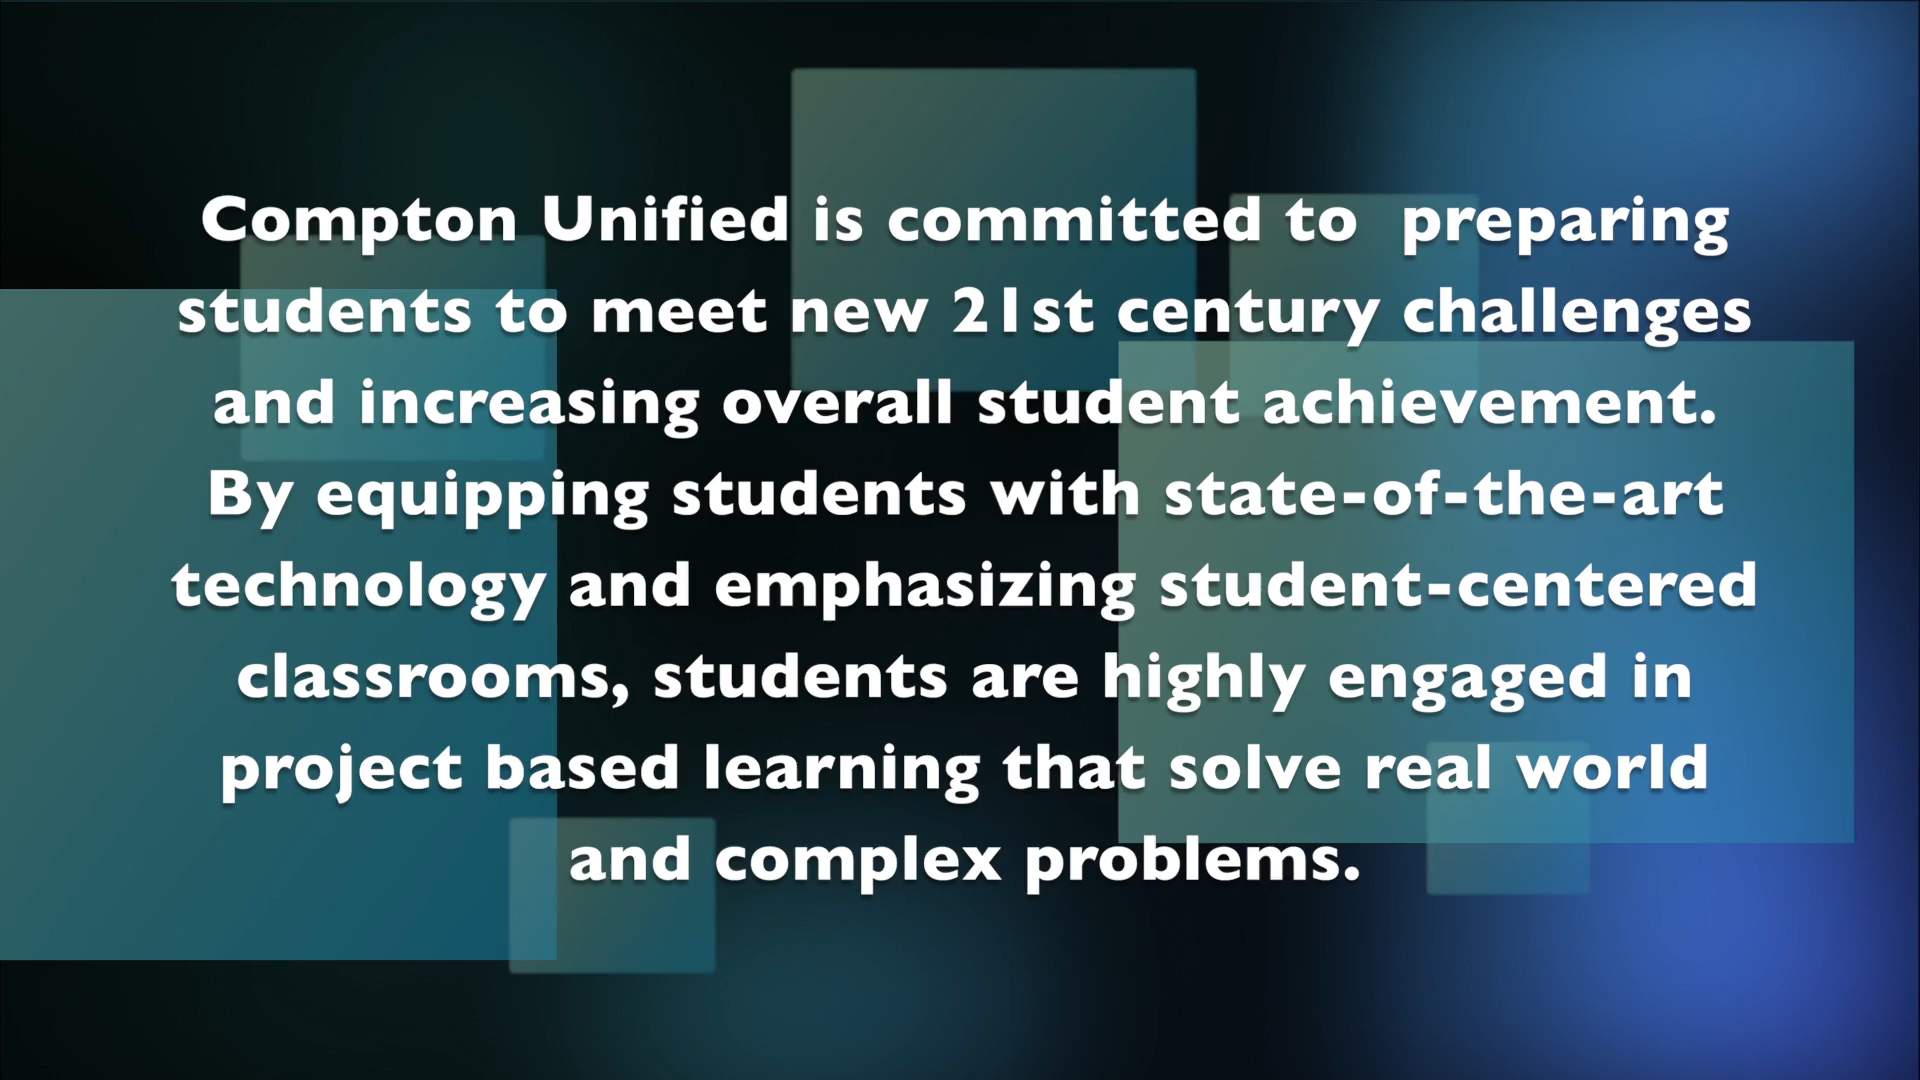 Compton Unified is committed to  preparing
students to meet new 21st century challenges
and increasing overall student achievement.
By equipping students with state-of-the-art
technology and emphasizing student-centered
classrooms, students are highly engaged in
project based learning that solve real world
and complex problems.